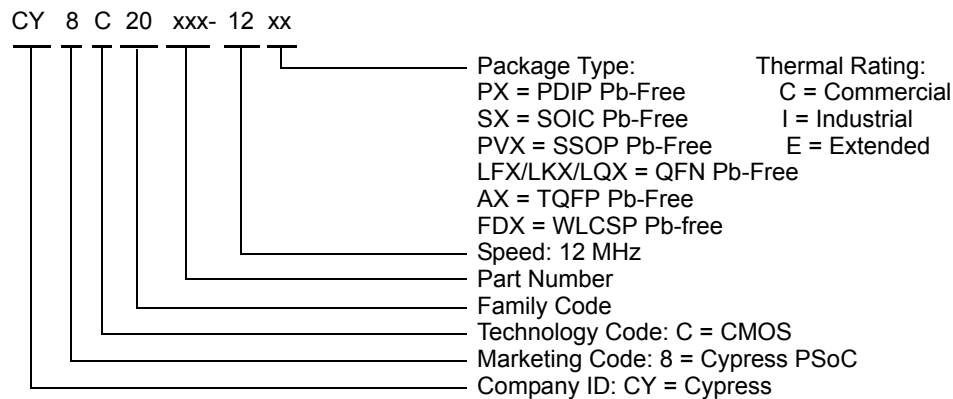 CY 8 C 20 xxx- 12 xx
Package Type: Thermal Rating:
PX = PDIP Pb-Free C = Commercial
SX = SOIC Pb-Free I = Industrial
PVX = SSOP Pb-Free E = Extended
LFX/LKX/LQX = QFN Pb-Free
AX = TQFP Pb-Free
FDX = WLCSP Pb-free
Speed: 12 MHz
Part Number
Family Code
Technology Code: C = CMOS
Marketing Code: 8 = Cypress PSoC
Company ID: CY = Cypress